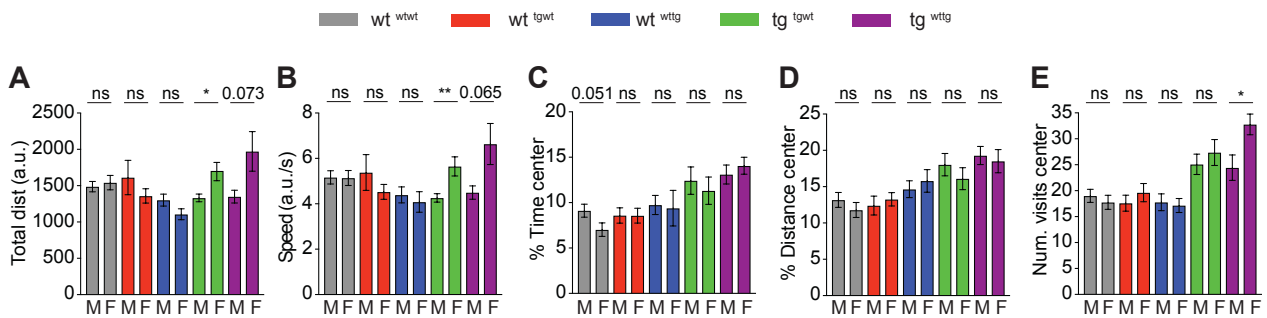 wt wtwt wt tgwt wt wttg tg tgwt tg wttg
A
ns ns ns * 0.073
Total dist (a.u.)
2500
2000
1500
1000
500
0
M F M F M F M F M F
B
ns ns ns ** 0.065
Speed (a.u./s)
8
6
4
2
0
M F M F M F M F M F
C
0.051 ns ns ns ns
% Time center
20
15
10
5
0
M F M F M F M F M F
D
ns ns ns ns ns
% Distance center
25
20
15
10
5
0
M F M F M F M F M F
E
ns ns ns ns *
Num. visits center
35
30
25
20
15
10
5
0
M F M F M F M F M F